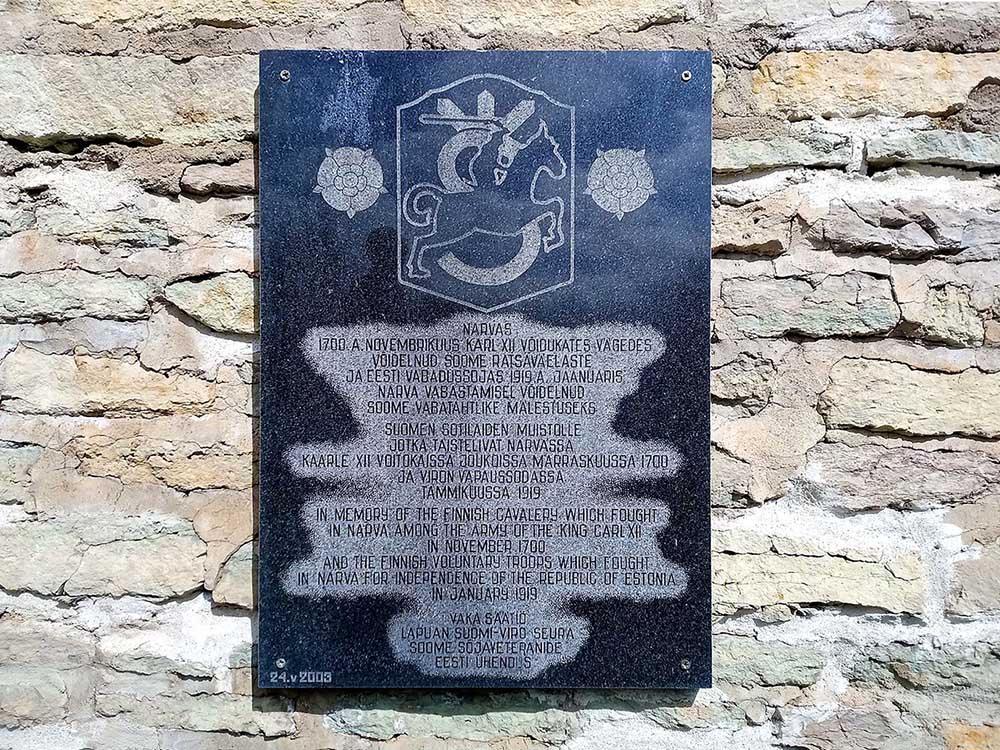 NARVAS
1700. A. NOVEMBRIKUUS KARL XII VÕIDUKATES VÄGEDES
VÕIDELNUD SOOME RATSAVÄELASTE
JA EESTI VABADUSSÕJAS 1919. A. JAANUARIS
NARVA VABASTAMISEL VÕIDELNUD
SOOME VABATAHTLIKE MÄLESTUSEKS
SUOMEN SOTILAIDEN MUISTOLLE
JOTKA TAISTELIVAT NARVASSA
KAARLE XII VOITOKAISSA JOUKOISSA MARRASKUUSSA 1700
JA VIRON VAPAUSSODASSA
TAMMIKUUSSA 1919
IN MEMORY OF THE FINNISH CAVALERY WHICH FOUGHT
IN NARVA AMONG THE ARMY OF THE KING CARL XII
IN NOVEMBER 1700
AND THE FINNISH VOLUNTARY TROOPS WHICH FOUGHT
IN NARVA FOR INDEPENDENCE OF THE REPUBLIC OF ESTONIA
IN JANUARY 1919
VAKA SÄÄTIÖ
LAPUAN SUOMI-VIRO SEURA
SOOME SÕJAVETERANIDE
EESTI
24.V 2003